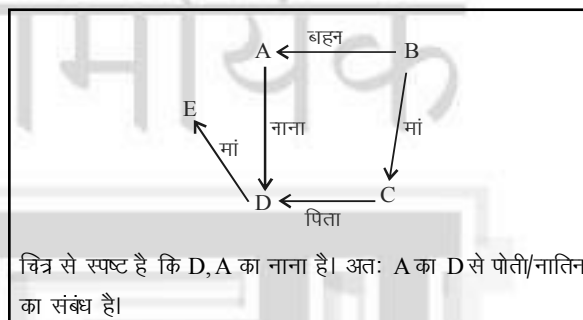 A बहन B
E
मां नाना मां
D पिता C
चित्र से स्पष्ट है कि D, A का नाना है। अतः A का D से पोती/नातिन
का संबंध है।